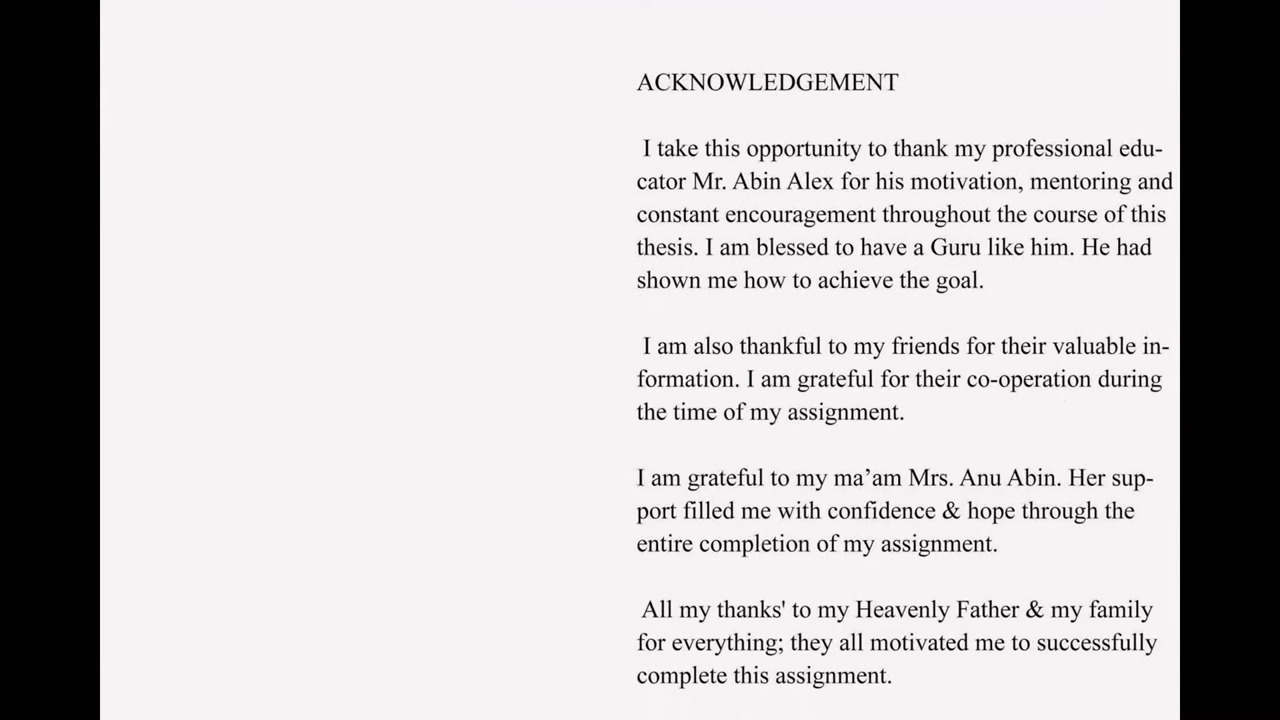 ACKNOWLEDGEMENT
I take this opportunity to thank my professional edu-
cator Mr. Abin Alex for his motivation, mentoring and
constant encouragement throughout the course of this
thesis. I am blessed to have a Guru like him. He had
shown me how to achieve the goal.
I am also thankful to my friends for their valuable in-
formation. I am grateful for their co-operation during
the time of my assignment.
I am grateful to my ma’am Mrs. Anu Abin. Her sup-
port filled me with confidence & hope through the
entire completion of my assignment.
All my thanks' to my Heavenly Father & my family
for everything; they all motivated me to successfully
complete this assignment.